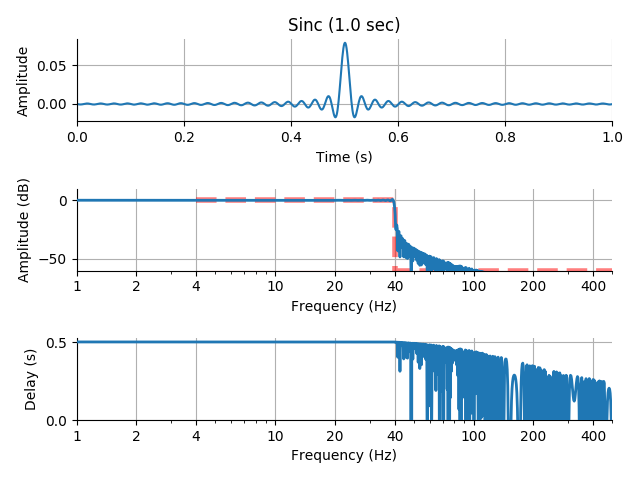 Sinc (1.0 sec)
Amplitude
0.05
0.00
0.0 0.2 0.4 0.6 0.8 1.0
Time (s)
Amplitude (dB)
0
−50
1 2 4 10 20 40 100 200 400
Frequency (Hz)
Delay (s)
0.5
0.0
1 2 4 10 20 40 100 200 400
Frequency (Hz)